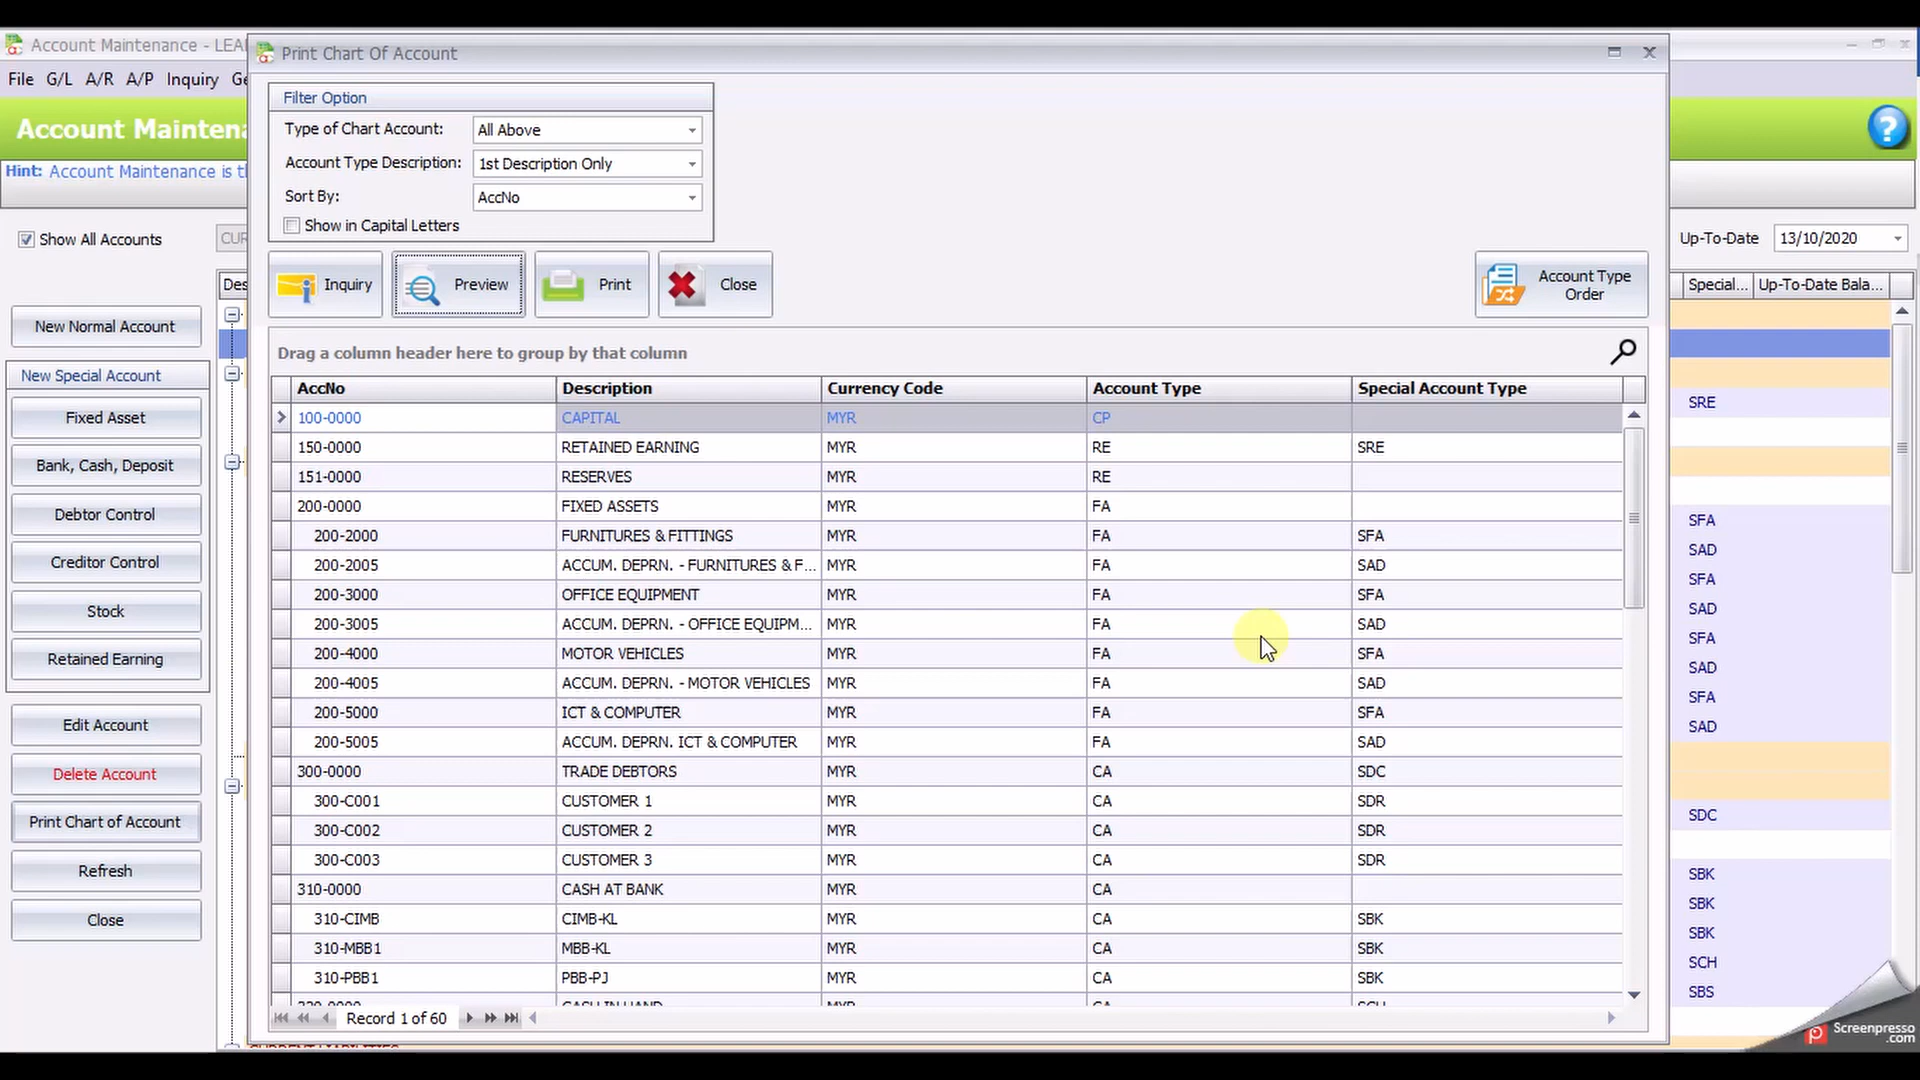 Account Maintenance - LEA
Print Chart Of Account
File G/L A/R A/P Inquiry Ge
Account Maintena
Hint: Account Maintenance is t
Filter Option
Type of Chart Account: All Above
Account Type Description: 1st Description Only
Sort By: AccNo
Show in Capital Letters
Show All Accounts
CUR
Up-To-Date 13/10/2020
Inquiry Preview Print Close
Account Type Order
Des
Special... Up-To-Date Bala...
New Normal Account
New Special Account
Fixed Asset
Bank, Cash, Deposit
Debtor Control
Creditor Control
Stock
Retained Earning
Edit Account
Delete Account
Print Chart of Account
Refresh
Close
Drag a column header here to group by that column
AccNo Description Currency Code Account Type Special Account Type
100-0000 CAPITAL MYR CP
150-0000 RETAINED EARNING MYR RE SRE
151-0000 RESERVES MYR RE
200-0000 FIXED ASSETS MYR FA
200-2000 FURNITURES & FITTINGS MYR FA SFA
200-2005 ACCUM. DEPRN. - FURNITURES & F... MYR FA SAD
200-3000 OFFICE EQUIPMENT MYR FA SFA
200-3005 ACCUM. DEPRN. - OFFICE EQUIPM... MYR FA SAD
200-4000 MOTOR VEHICLES MYR FA SFA
200-4005 ACCUM. DEPRN. - MOTOR VEHICLES MYR FA SAD
200-5000 ICT & COMPUTER MYR FA SFA
200-5005 ACCUM. DEPRN. ICT & COMPUTER MYR FA SAD
300-0000 TRADE DEBTORS MYR CA SDC
300-C001 CUSTOMER 1 MYR CA SDR
300-C002 CUSTOMER 2 MYR CA SDR
300-C003 CUSTOMER 3 MYR CA SDR
310-0000 CASH AT BANK MYR CA
310-CIMB CIMB-KL MYR CA SBK
310-MBB1 MBB-KL MYR CA SBK
310-PBB1 PBB-PJ MYR CA SBK
Record 1 of 60
SRE
SFA
SAD
SFA
SAD
SFA
SAD
SFA
SAD
SDC
SBK
SBK
SBK
SCH
SBS
Screenpresso
.com